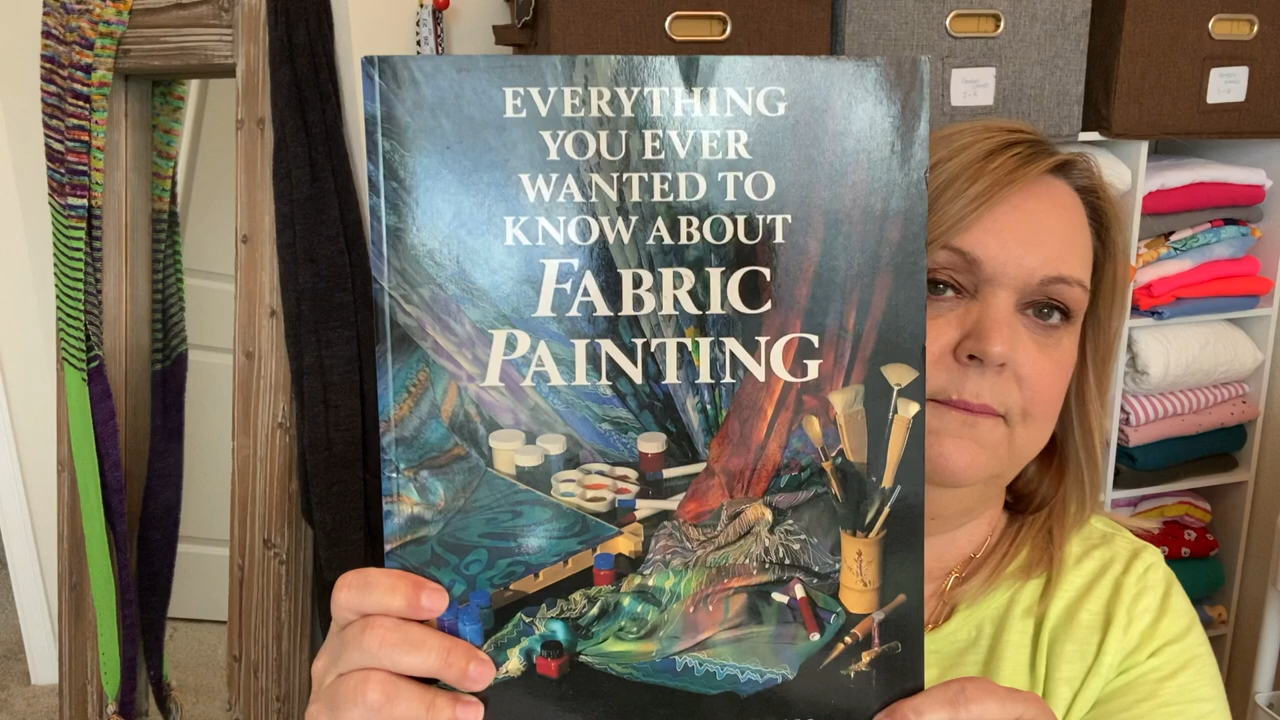 EVERYTHING
YOU EVER
WANTED TO
KNOW ABOUT
FABRIC
PAINTING